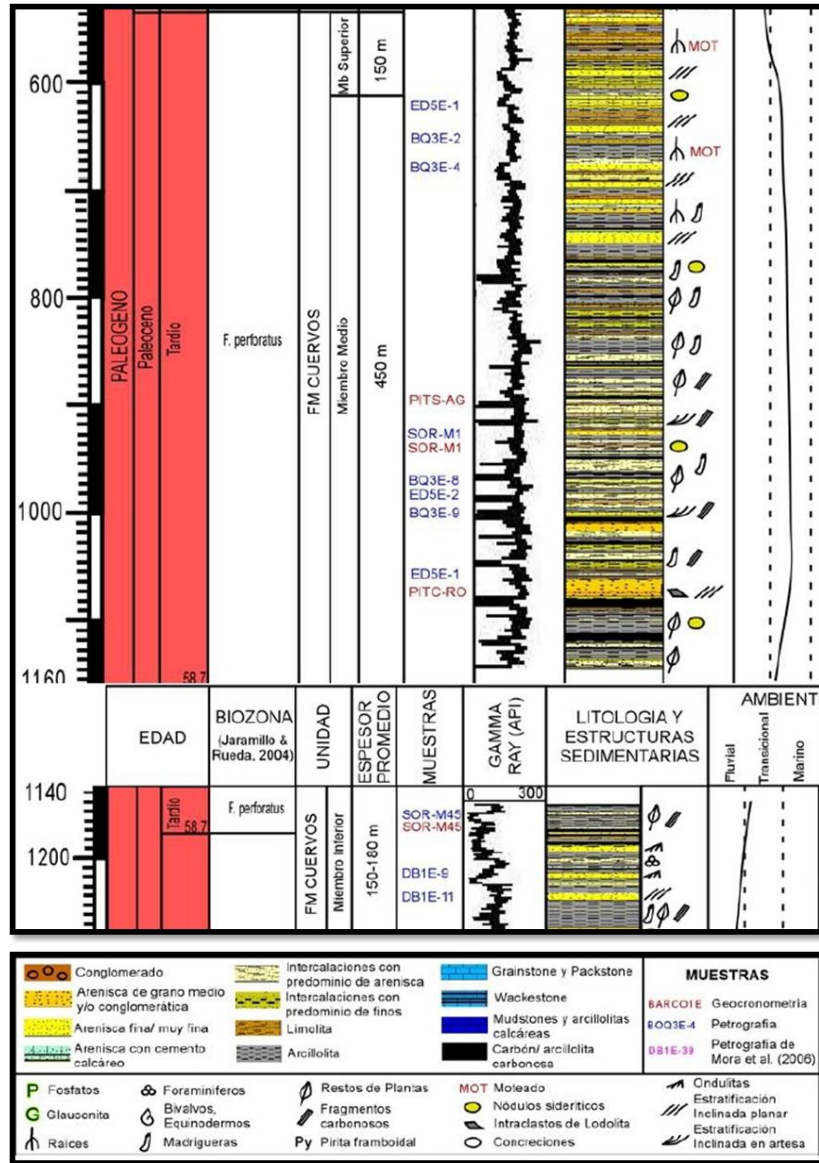 600
800
1000
1160
PALEOGENO
Paleoceno
Tardío
58.7
F. perforatus
FM CUERVOS
Mb Superior
Miembro Medio
150 m
450 m
ED5E-1
BQ3E-2
BQ3E-4
PITS-AG
SOR-M1
SOR-M1
BQ3E-8
ED5E-2
BQ3E-9
ED5E-1
PITC-RO
MOT
MOT
EDAD
BIOZONA
(Jaramillo &
Rueda, 2004)
UNIDAD
ESPESOR
PROMEDIO
MUESTRAS
GAMMA
RAY (API)
LITOLOGIA Y
ESTRUCTURAS
SEDIMENTARIAS
AMBIENT
Fluvial
Transicional
Marino
1140
1200
Tardío
58.7
F. perforatus
FM CUERVOS
Miembro Inferior
150-180 m
SOR-M45
SOR-M45
DB1E-9
DB1E-11
0 300
Conglomerado
Arenisca de grano medio
y/o conglomerática
Arenisca fina/ muy fina
Arenisca con cemento
calcáreo
Intercalaciones con
predominio de arenisca
Intercalaciones con
predominio de finos
Limolita
Arcillolita
Grainstone y Packstone
Wackestone
Mudstones y arcillolitas
calcáreas
Carbón/ arcillolita
carbonosa
MUESTRAS
BARCO1E Geocronometría
BOQ3E-4 Petrografia
DB1E-39 Petrografia de
Mora et al. (2006)
P Fosfatos
G Glauconita
Raices
Foraminiferos
Bivalvos,
Equinodermos
Madrigueras
Restos de Plantas
Fragmentos
carbonosos
Py Pirita framboidal
MOT Moteado
Nódulos sideríticos
Intraclastos de Lodolita
Concreciones
Ondulitas
Estratificación
Inclinada planar
Estratificación
Inclinada en artesa